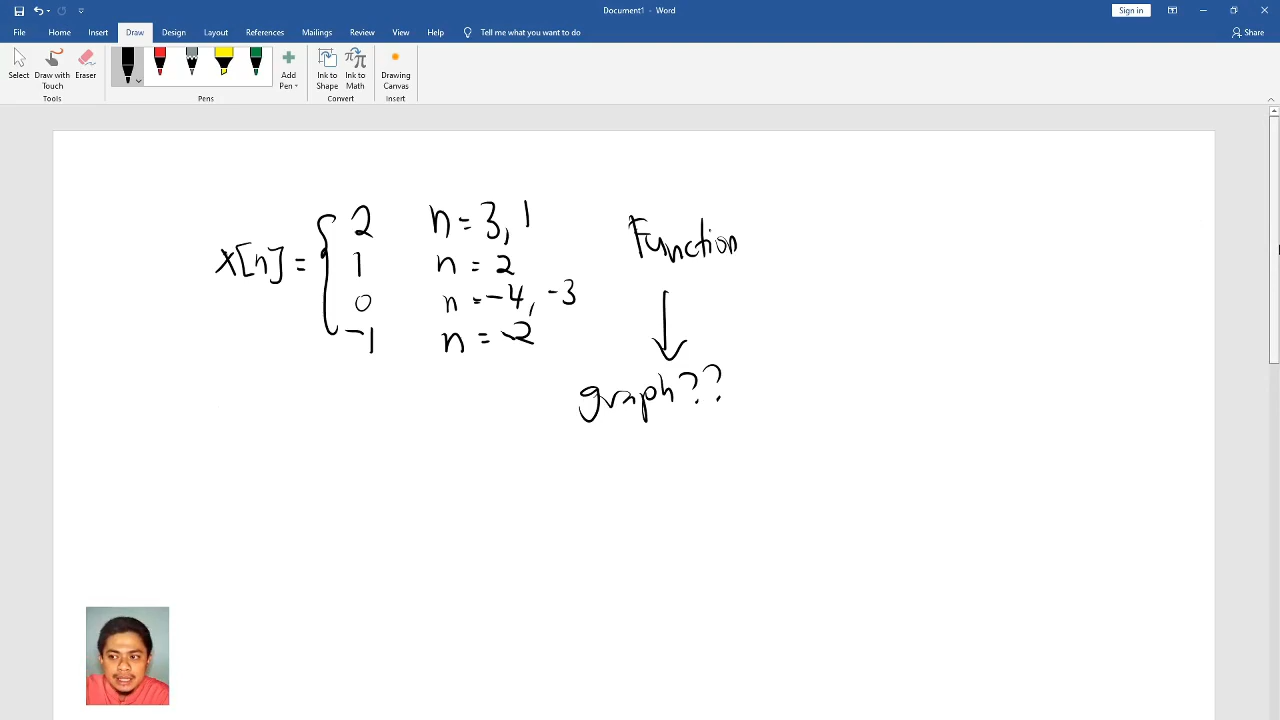 Document1 - Word
Sign in
File Home Insert Draw Design Layout References Mailings Review View Help Tell me what you want to do Share
Select
Draw with Touch
Eraser
Add Pen
Ink to Shape
Ink to Math
Drawing Canvas
Tools Pens Convert Insert
X[n] = { 2 n = 3, 1
1 n = 2
0 n = -4, -3
-1 n = -2
Function
graph??